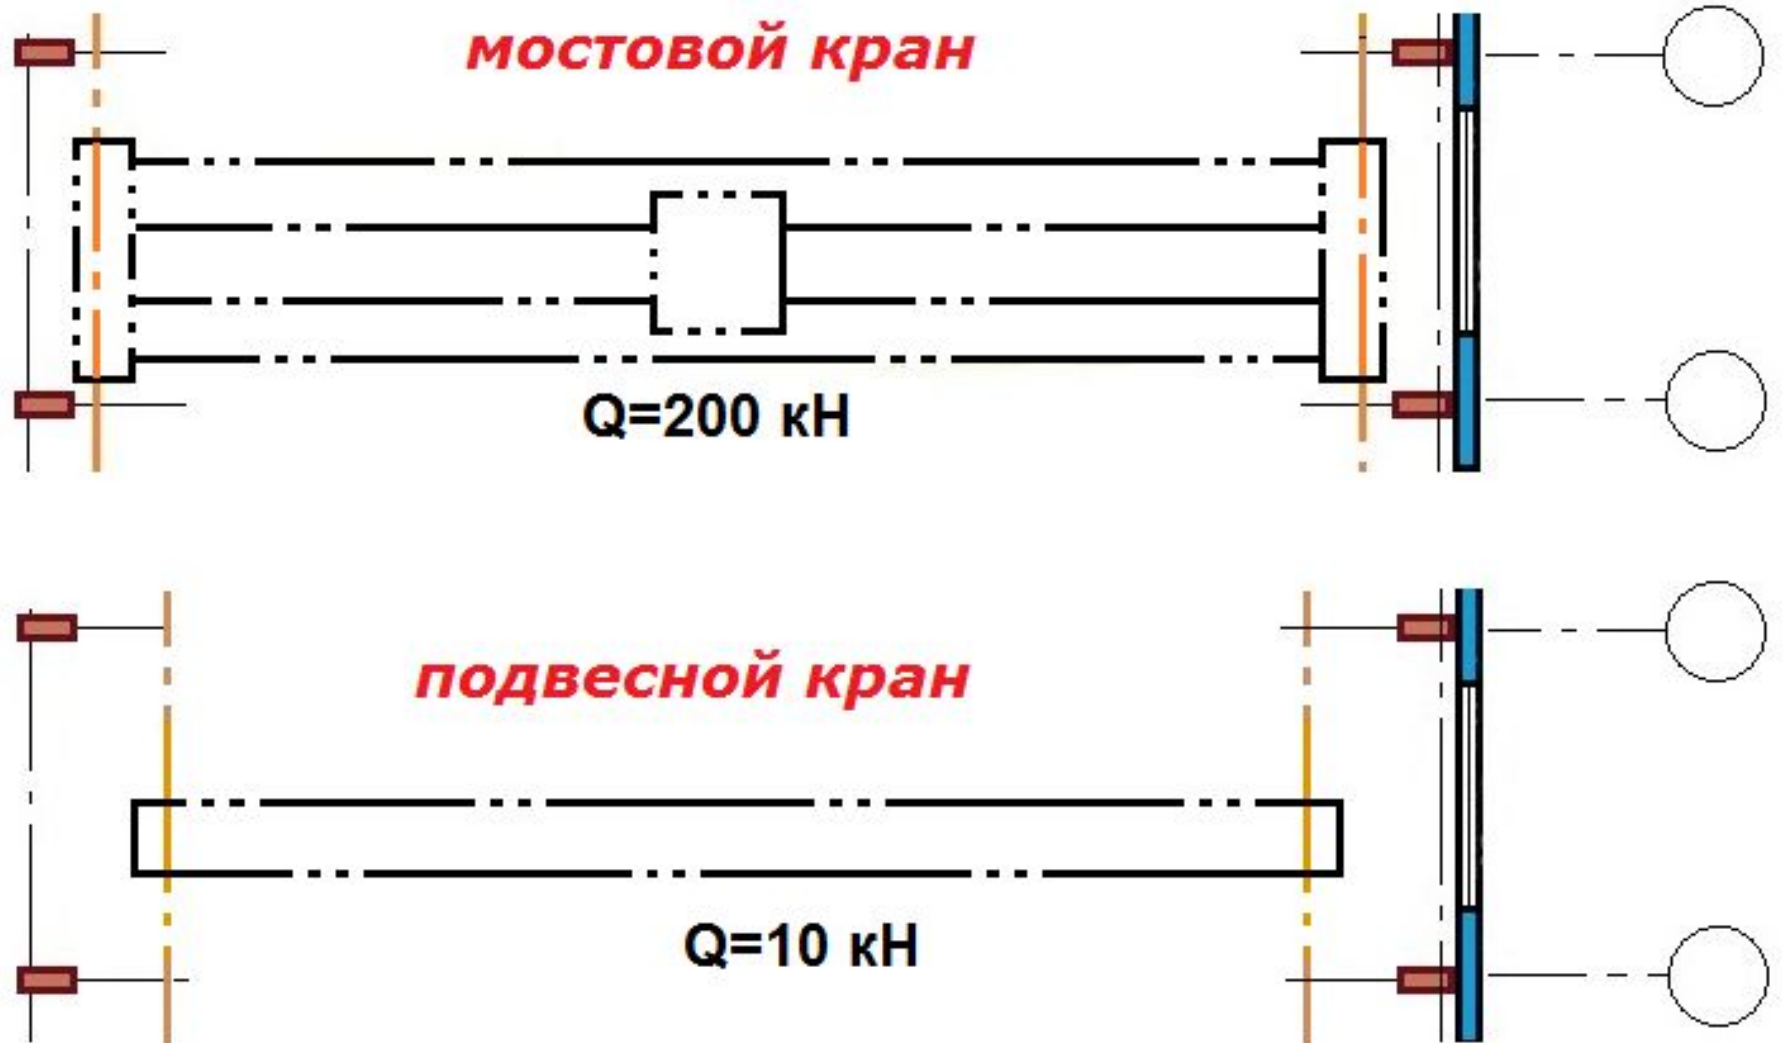 мостовой кран
Q=200 кН
подвесной кран
Q=10 кН